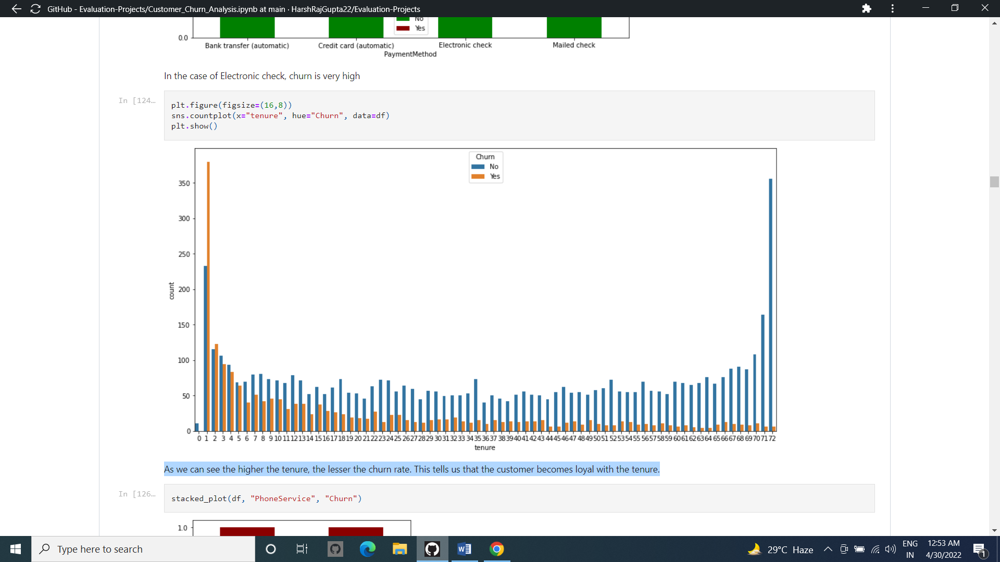 GitHub - Evaluation-Projects/Customer_Churn_Analysis.ipynb at main · HarshRajGupta22/Evaluation-Projects
No
Yes
0.0
Bank transfer (automatic) Credit card (automatic) Electronic check Mailed check
PaymentMethod
In the case of Electronic check, churn is very high
In [124…
plt.figure(figsize=(16,8))
sns.countplot(x="tenure", hue="Churn", data=df)
plt.show()
Churn
No
Yes
350
300
250
200
150
100
50
0
count
0 1 2 3 4 5 6 7 8 9 10 11 12 13 14 15 16 17 18 19 20 21 22 23 24 25 26 27 28 29 30 31 32 33 34 35 36 37 38 39 40 41 42 43 44 45 46 47 48 49 50 51 52 53 54 55 56 57 58 59 60 61 62 63 64 65 66 67 68 69 70 71 72
tenure
As we can see the higher the tenure, the lesser the churn rate. This tells us that the customer becomes loyal with the tenure.
In [126…
stacked_plot(df, "PhoneService", "Churn")
1.0
Type here to search
29°C Haze
ENG
IN
12:53 AM
4/30/2022
1